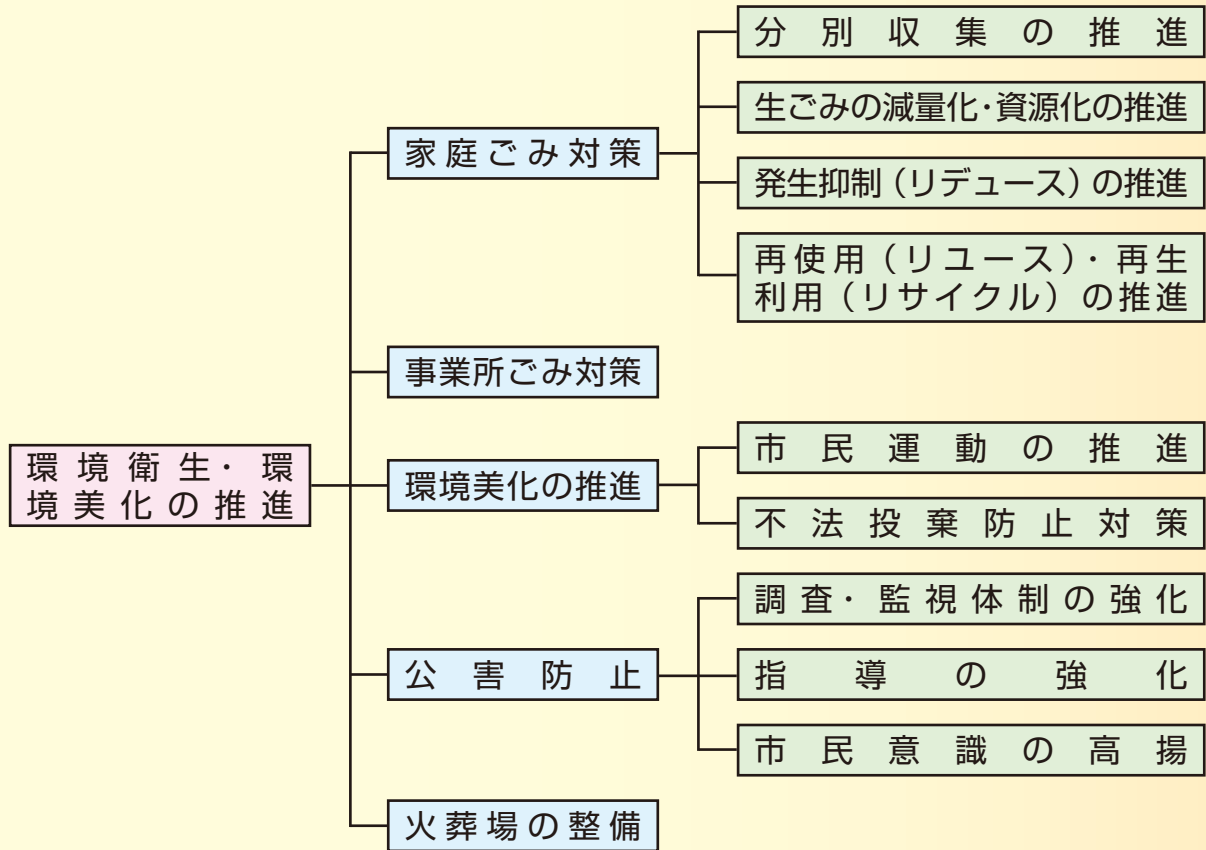 環境衛生・環
境美化の推進
家庭ごみ対策
分別収集の推進
生ごみの減量化・資源化の推進
発生抑制（リデュース）の推進
再使用（リユース）・再生
利用（リサイクル）の推進
事業所ごみ対策
環境美化の推進
市民運動の推進
不法投棄防止対策
公害防止
調査・監視体制の強化
指導の強化
市民意識の高揚
火葬場の整備